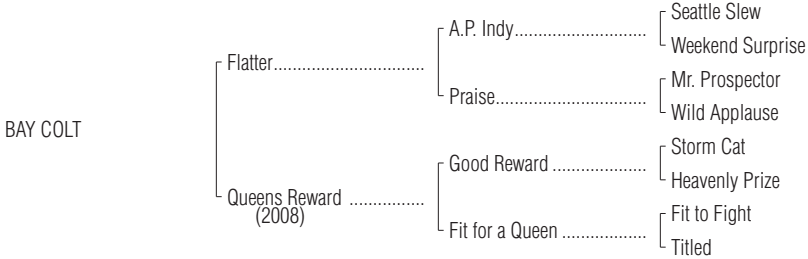 Seattle Slew
A.P. Indy..............................
Weekend Surprise
Flatter..................................
Mr. Prospector
Praise..................................
Wild Applause
BAY COLT
Storm Cat
Good Reward .....................
Heavenly Prize
Queens Reward ................
(2008)
Fit to Fight
Fit for a Queen ...................
Titled